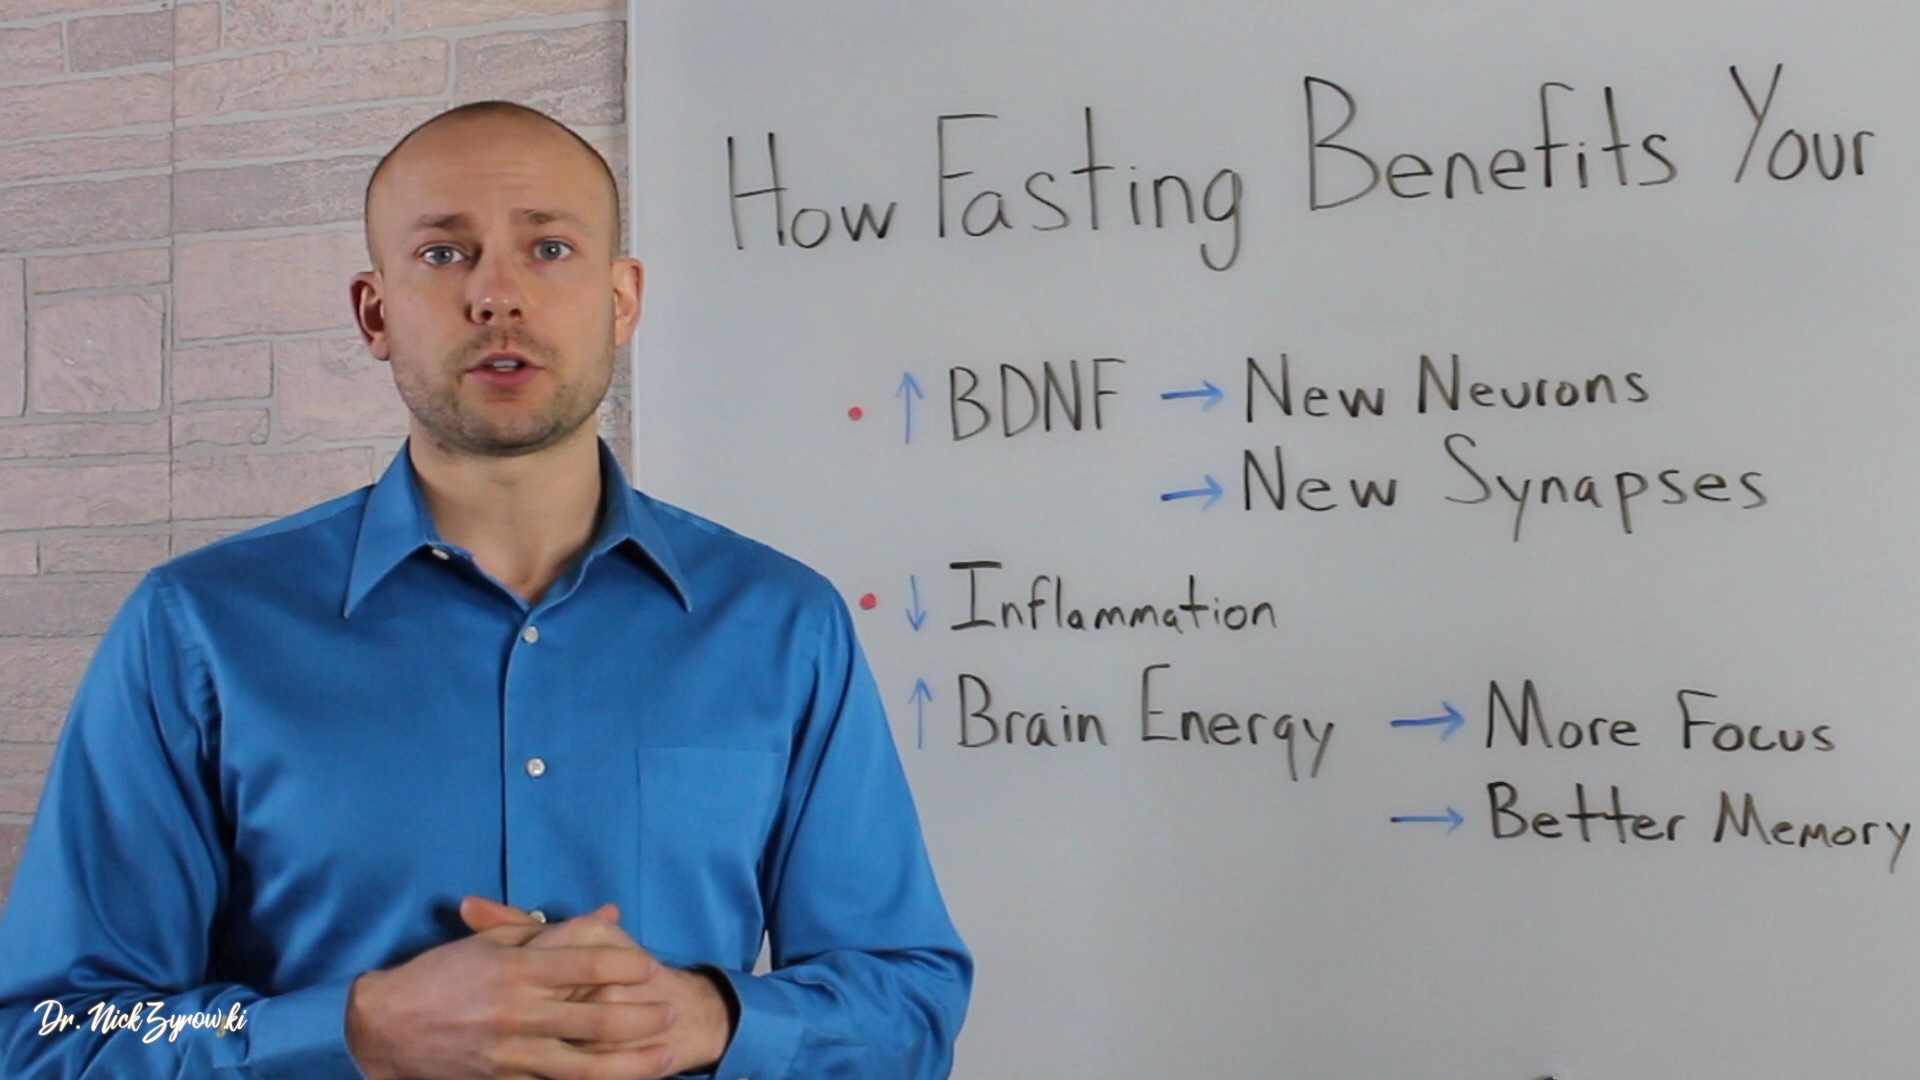 How Fasting Benefits Your
• ↑ BDNF → New Neurons
→ New Synapses
• ↓ Inflammation
↑ Brain Energy → More Focus
→ Better Memory
Dr. Nick Zyrowski